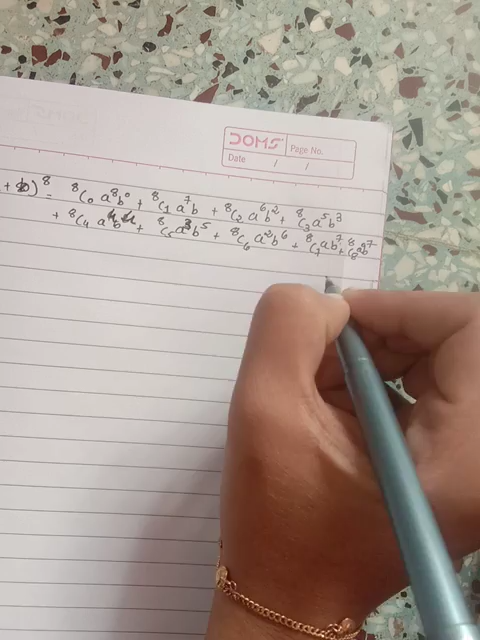 DOMS
Page No.
Date / /
+ b)⁸ = ⁸C₀ a⁸b⁰ + ⁸C₁ a⁷b + ⁸C₂ a⁶b² + ⁸C₃ a⁵b³
+ ⁸C₄ a⁴b⁴ + ⁸C₅ a³b⁵ + ⁸C₆ a²b⁶ + ⁸C₇ ab⁷ + ⁸C₈ ab⁷